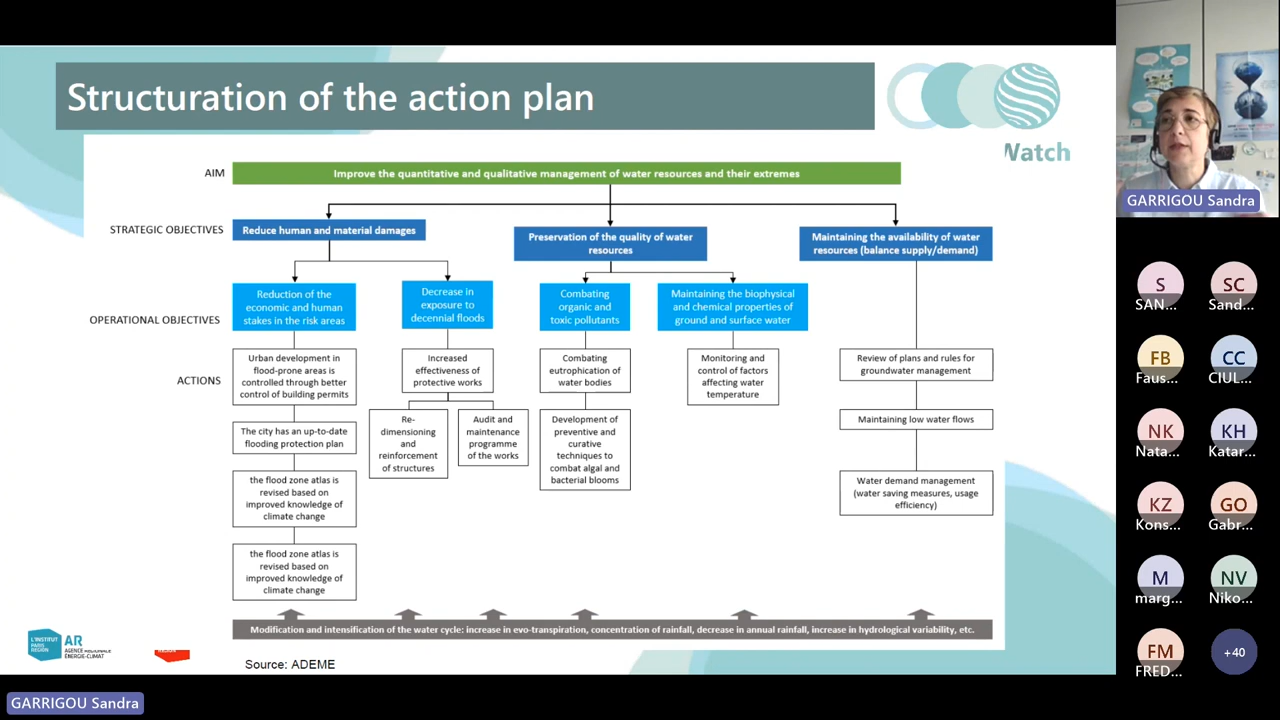 Structuration of the action plan
Watch
AIM
Improve the quantitative and qualitative management of water resources and their extremes
STRATEGIC OBJECTIVES
Reduce human and material damages
Preservation of the quality of water
resources
Maintaining the availability of water
resources (balance supply/demand)
OPERATIONAL OBJECTIVES
Reduction of the
economic and human
stakes in the risk areas
Decrease in
exposure to
decennial floods
Combating
organic and
toxic pollutants
Maintaining the biophysical
and chemical properties of
ground and surface water
ACTIONS
Urban development in
flood-prone areas is
controlled through better
control of building permits
The city has an up-to-date
flooding protection plan
the flood zone atlas is
revised based on
improved knowledge of
climate change
the flood zone atlas is
revised based on
improved knowledge of
climate change
Increased
effectiveness of
protective works
Re-
dimensioning
and
reinforcement
of structures
Audit and
maintenance
programme
of the works
Combating
eutrophication of
water bodies
Development of
preventive and
curative
techniques to
combat algal and
bacterial blooms
Monitoring and
control of factors
affecting water
temperature
Review of plans and rules for
groundwater management
Maintaining low water flows
Water demand management
(water saving measures, usage
efficiency)
Modification and intensification of the water cycle: increase in evo-transpiration, concentration of rainfall, decrease in annual rainfall, increase in hydrological variability, etc.
L'INSTITUT
PARIS
REGION
AR
AGENCE RÉGIONALE
ÉNERGIE-CLIMAT
Source: ADEME
GARRIGOU Sandra
GARRIGOU Sandra
S
SAN...
SC
Sand...
FB
Faus...
CC
CIUL...
NK
Nata...
KH
Katar...
KZ
Kons...
GO
Gabr...
M
marg...
NV
Niko...
FM
FRED...
+40